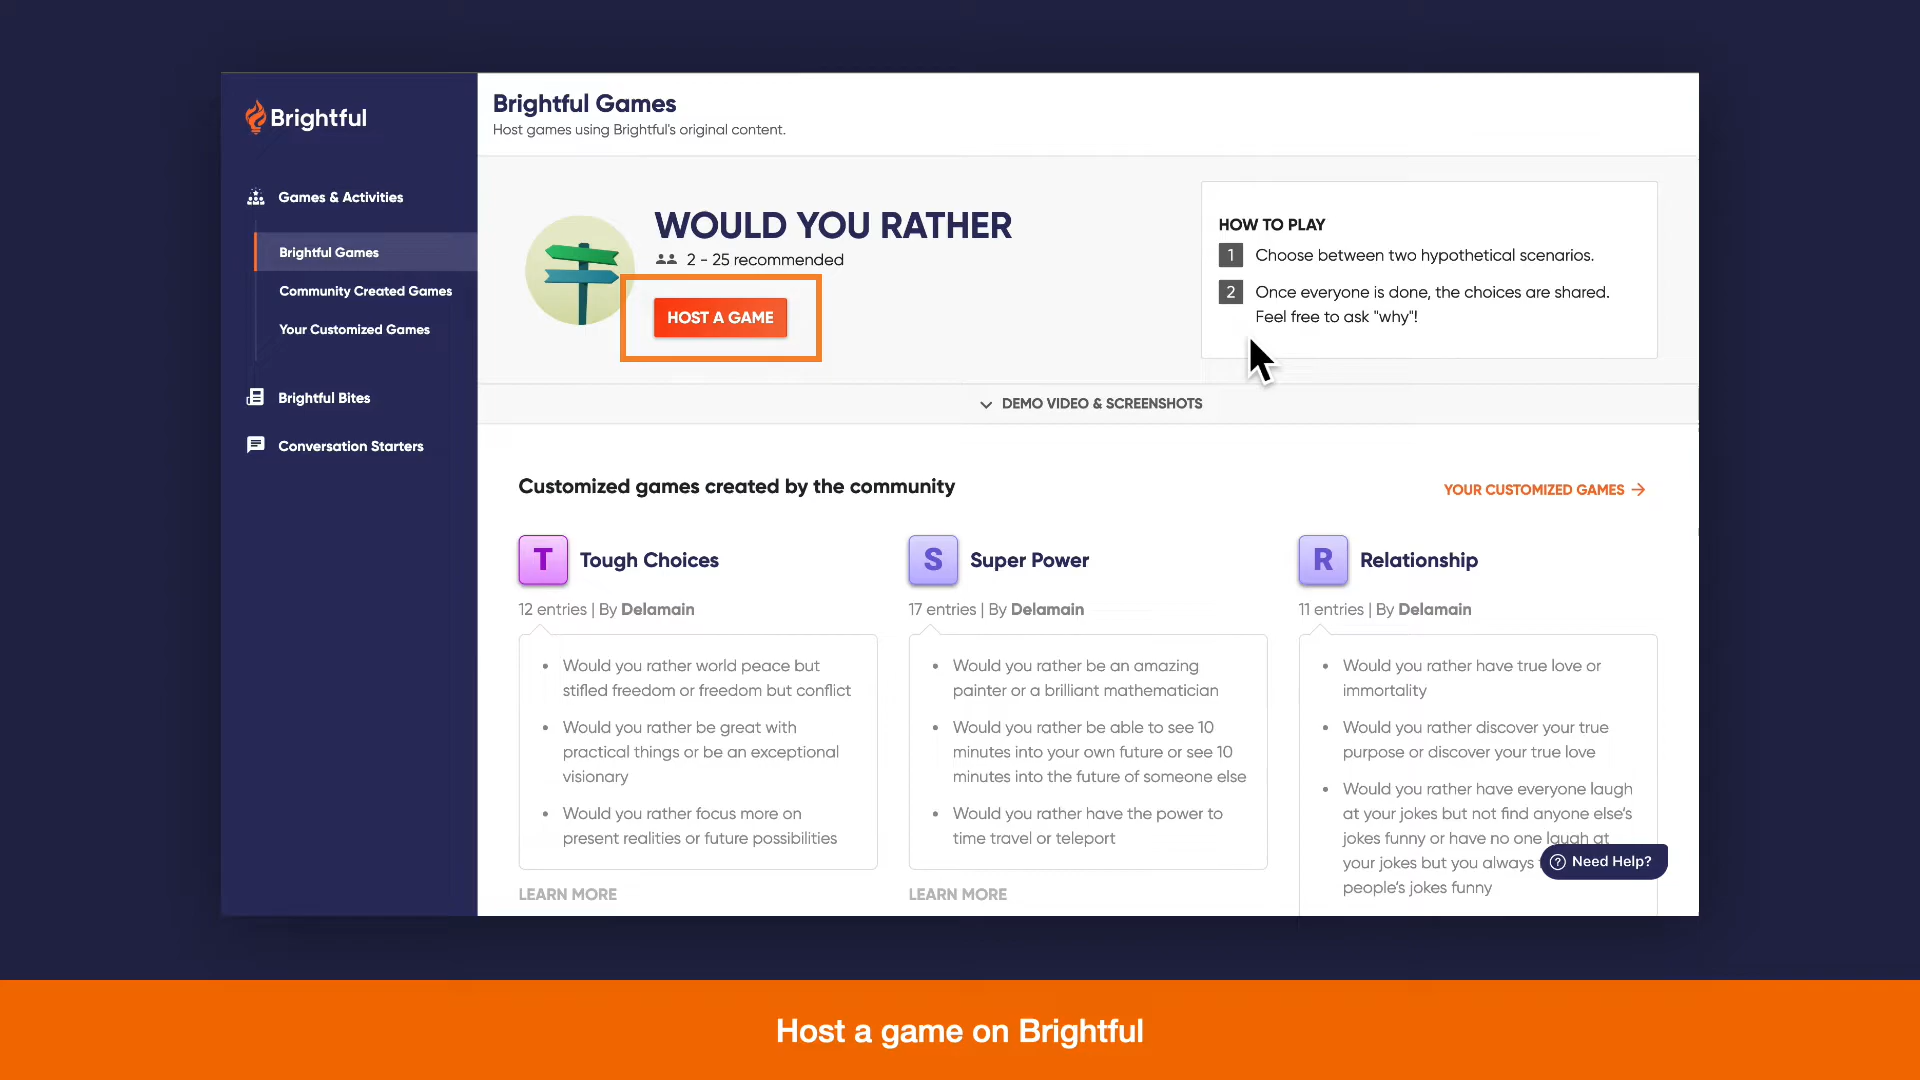 Brightful
Games & Activities
Brightful Games
Community Created Games
Your Customized Games
Brightful Bites
Conversation Starters
Brightful Games
Host games using Brightful's original content.
WOULD YOU RATHER
2 - 25 recommended
HOST A GAME
HOW TO PLAY
1 Choose between two hypothetical scenarios.
2 Once everyone is done, the choices are shared.
Feel free to ask "why"!
DEMO VIDEO & SCREENSHOTS
Customized games created by the community
YOUR CUSTOMIZED GAMES
T Tough Choices
12 entries | By Delamain
• Would you rather world peace but
stifled freedom or freedom but conflict
• Would you rather be great with
practical things or be an exceptional
visionary
• Would you rather focus more on
present realities or future possibilities
LEARN MORE
S Super Power
17 entries | By Delamain
• Would you rather be an amazing
painter or a brilliant mathematician
• Would you rather be able to see 10
minutes into your own future or see 10
minutes into the future of someone else
• Would you rather have the power to
time travel or teleport
LEARN MORE
R Relationship
11 entries | By Delamain
• Would you rather have true love or
immortality
• Would you rather discover your true
purpose or discover your true love
• Would you rather have everyone laugh
at your jokes but not find anyone else's
jokes funny or have no one laugh at
your jokes but you always
people's jokes funny
? Need Help?
Host a game on Brightful